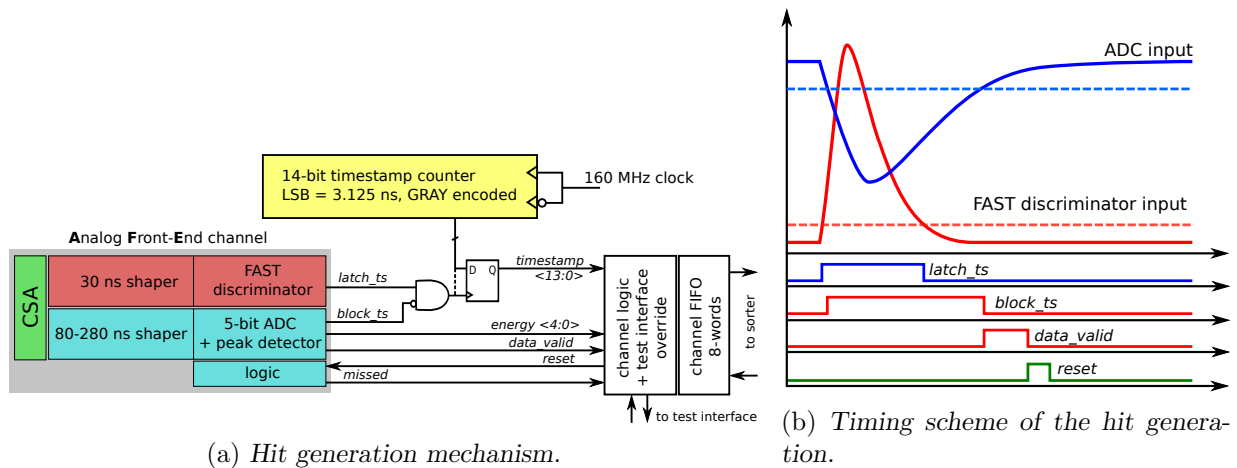 14-bit timestamp counter
LSB = 3.125 ns, GRAY encoded
160 MHz clock
Analog Front-End channel
CSA
30 ns shaper
FAST
discriminator
80-280 ns shaper
5-bit ADC
+ peak detector
logic
latch_ts
block_ts
D Q
timestamp
<13:0>
energy <4:0>
data_valid
reset
missed
channel logic
+ test interface
override
channel FIFO
8-words
to sorter
to test interface
(a) Hit generation mechanism.
ADC input
FAST discriminator input
latch_ts
block_ts
data_valid
reset
(b) Timing scheme of the hit genera-
tion.